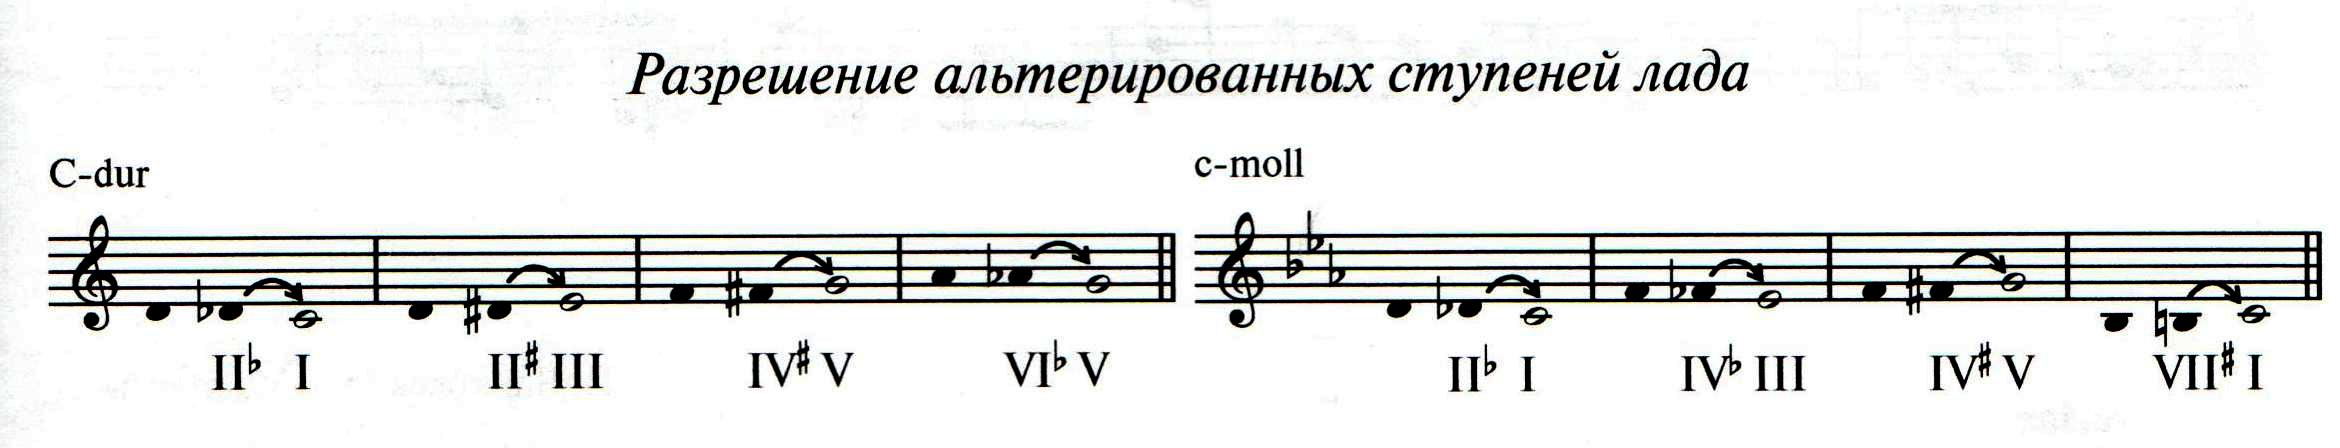 Разрешение альтерированных ступеней лада
C-dur
c-moll
II♭ I II♯ III IV♯ V VI♭ V
II♭ I IV♭ III IV♯ V VII♯ I